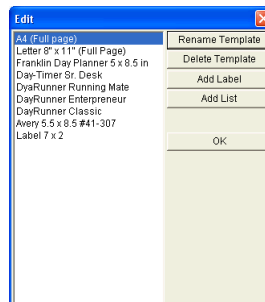 Edit
A4 (Full page)
Letter 8" x 11" (Full Page)
Franklin Day Planner 5 x 8.5 in
Day-Timer Sr. Desk
DyaRunner Running Mate
DayRunner Enterpreneur
DayRunner Classic
Avery 5.5 x 8.5 #41-307
Label 7 x 2
Rename Template
Delete Template
Add Label
Add List
OK